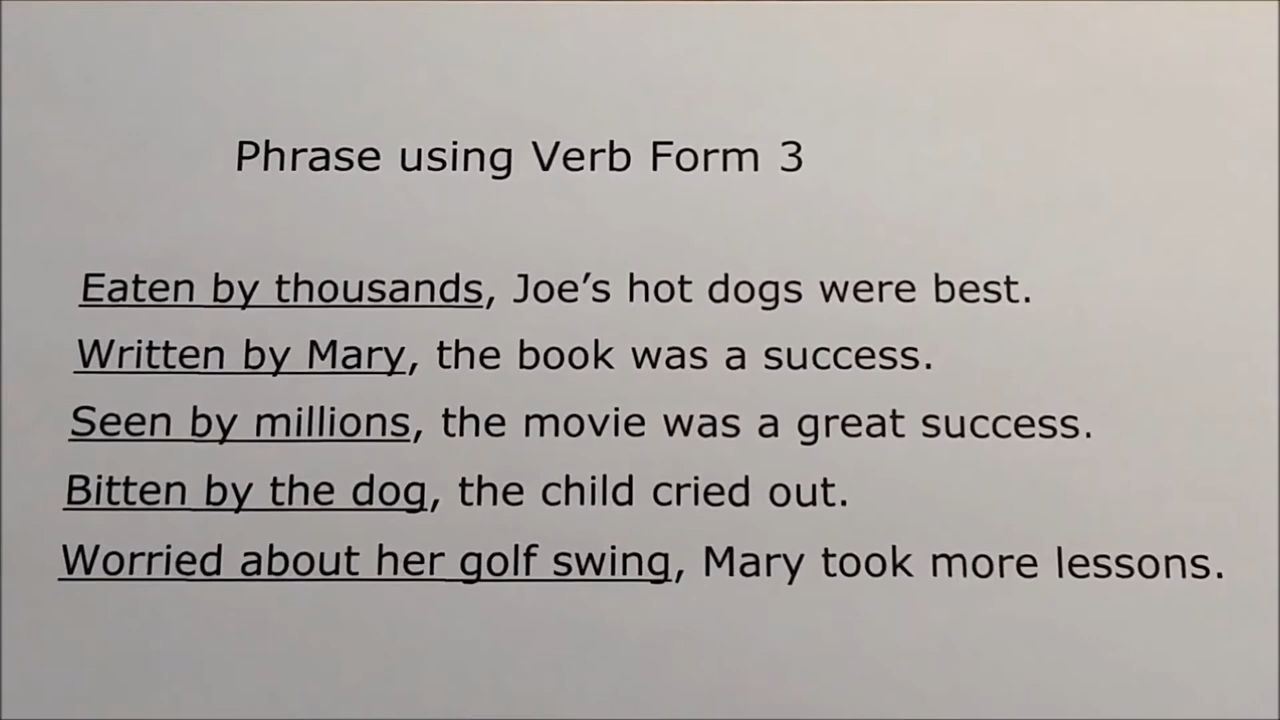 Phrase using Verb Form 3
Eaten by thousands, Joe’s hot dogs were best.
Written by Mary, the book was a success.
Seen by millions, the movie was a great success.
Bitten by the dog, the child cried out.
Worried about her golf swing, Mary took more lessons.